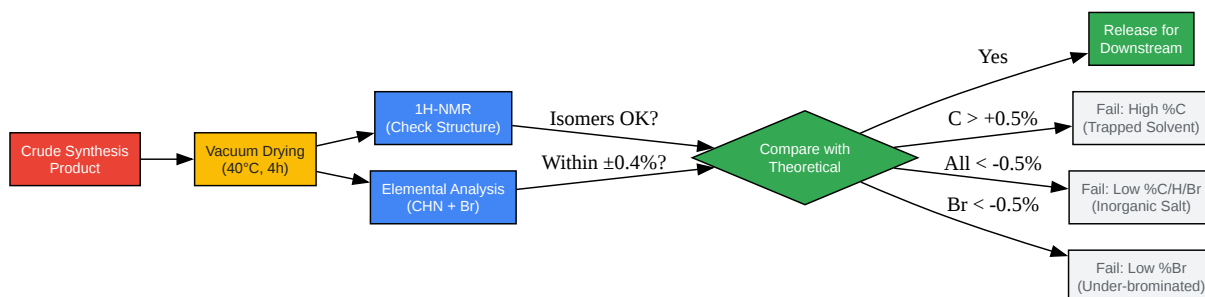 Crude Synthesis
Product
Vacuum Drying
(40°C, 4h)
1H-NMR
(Check Structure)
Elemental Analysis
(CHN + Br)
Isomers OK?
Within ±0.4%?
Compare with
Theoretical
Yes
C > +0.5%
All < -0.5%
Br < -0.5%
Release for
Downstream
Fail: High %C
(Trapped Solvent)
Fail: Low %C/H/Br
(Inorganic Salt)
Fail: Low %Br
(Under-brominated)